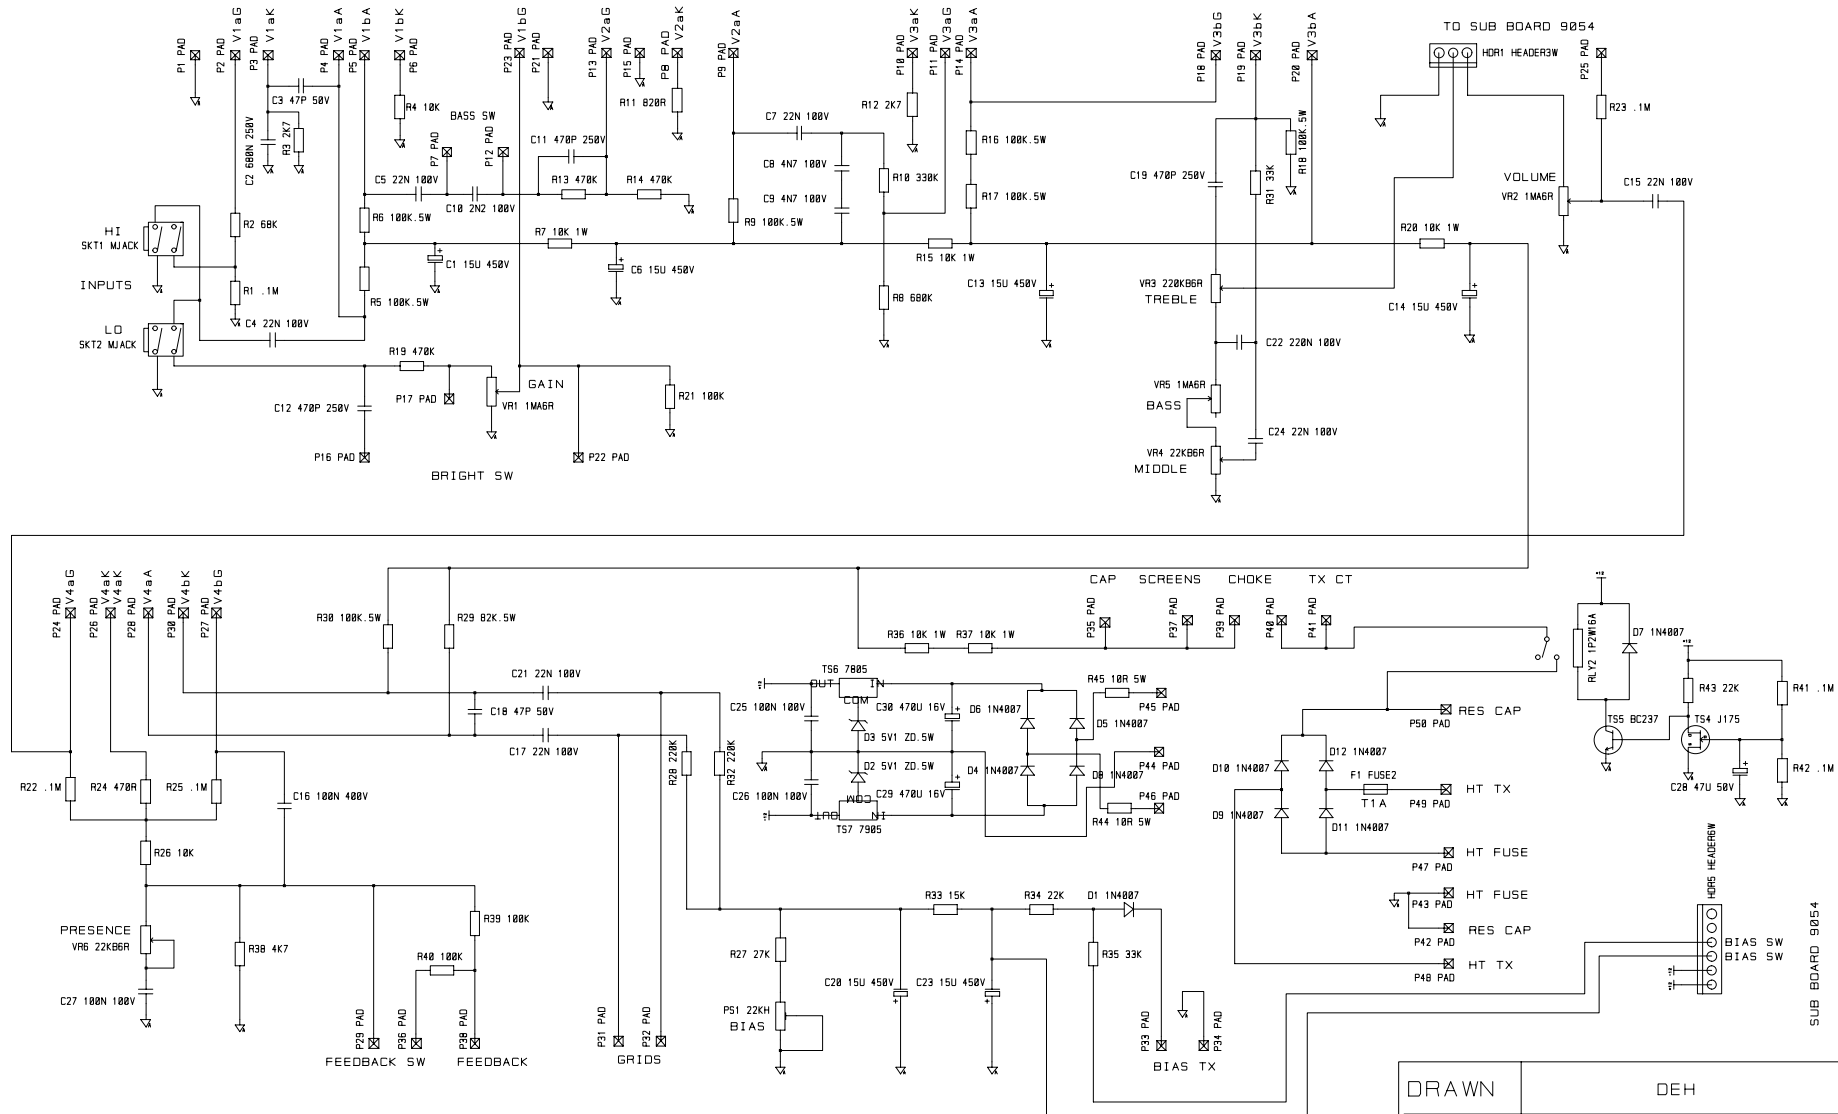 P1 PAD
P2 PAD V1aG
P3 PAD V1aK
P4 PAD V1aA
P5 PAD V1bA
P6 PAD V1bK
P23 PAD V1bG
P21 PAD
P13 PAD V2aG
P15 PAD
P8 PAD V2aK
P9 PAD V2aA
P10 PAD V3aK
P11 PAD V3aG
P14 PAD V3aA
P18 PAD V3bG
P19 PAD V3bK
P20 PAD V3bA
TO SUB BOARD 9054
HDR1 HEADER3W
P25 PAD
C3 47P 50V
C2 680N 250V
R3 2K7
R4 10K
BASS SW
P7 PAD
P12 PAD
C11 470P 250V
R11 820R
C7 22N 100V
R12 2K7
R16 100K.5W
R18 100K.5W
R23 .1M
C5 22N 100V
C10 2N2 100V
R13 470K
R14 470K
C8 4N7 100V
C9 4N7 100V
R10 330K
R17 100K.5W
C19 470P 250V
R31 33K
VOLUME
VR2 1MA6R
C15 22N 100V
HI
SKT1 MJACK
INPUTS
LO
SKT2 MJACK
R2 68K
R1 .1M
C4 22N 100V
R6 100K.5W
R5 100K.5W
R7 10K 1W
C1 15U 450V
C6 15U 450V
R9 100K.5W
R15 10K 1W
R8 680K
C13 15U 450V
VR3 220KB6R
TREBLE
R20 10K 1W
C14 15U 450V
R19 470K
C12 470P 250V
P17 PAD
P16 PAD
GAIN
VR1 1MA6R
BRIGHT SW
P22 PAD
R21 100K
C22 220N 100V
VR5 1MA6R
BASS
VR4 22KB6R
MIDDLE
C24 22N 100V
P24 PAD V4aG
P26 PAD V4aK
V4aK
P28 PAD V4aA
P30 PAD V4bK
P27 PAD V4bG
R30 100K.5W
R29 82K.5W
C21 22N 100V
C18 47P 50V
C17 22N 100V
R28 220K
R32 220K
R22 .1M
R24 470R
R25 .1M
C16 100N 400V
R26 10K
PRESENCE
VR6 22KB6R
C27 100N 100V
R38 4K7
R39 100K
R40 100K
P29 PAD
P36 PAD
P38 PAD
FEEDBACK SW
FEEDBACK
P31 PAD
P32 PAD
GRIDS
R36 10K 1W
R37 10K 1W
TS6 7805
OUT
IN
COM
C25 100N 100V
C30 470U 16V
D3 5V1 ZD.5W
D2 5V1 ZD.5W
C26 100N 100V
C29 470U 16V
COM
OUT
IN
TS7 7905
D6 1N4007
D5 1N4007
D4 1N4007
D8 1N4007
R45 10R 5W
P45 PAD
P44 PAD
P46 PAD
R44 10R 5W
CAP
SCREENS
CHOKE
TX CT
P35 PAD
P37 PAD
P39 PAD
P40 PAD
P41 PAD
+12
RLY2 1P2W16A
D7 1N4007
+12
R43 22K
R41 .1M
TS5 BC237
TS4 J175
R42 .1M
C28 47U 50V
P50 PAD
RES CAP
D10 1N4007
D12 1N4007
F1 FUSE2
T1A
P49 PAD
HT TX
D9 1N4007
D11 1N4007
P47 PAD
HT FUSE
P43 PAD
HT FUSE
P42 PAD
RES CAP
P48 PAD
HT TX
R33 15K
R34 22K
D1 1N4007
R27 27K
C20 15U 450V
C23 15U 450V
R35 33K
PS1 22KH
BIAS
P33 PAD
P34 PAD
BIAS TX
HDR5 HEADER6W
BIAS SW
BIAS SW
SUB BOARD 9054
DRAWN
DEH